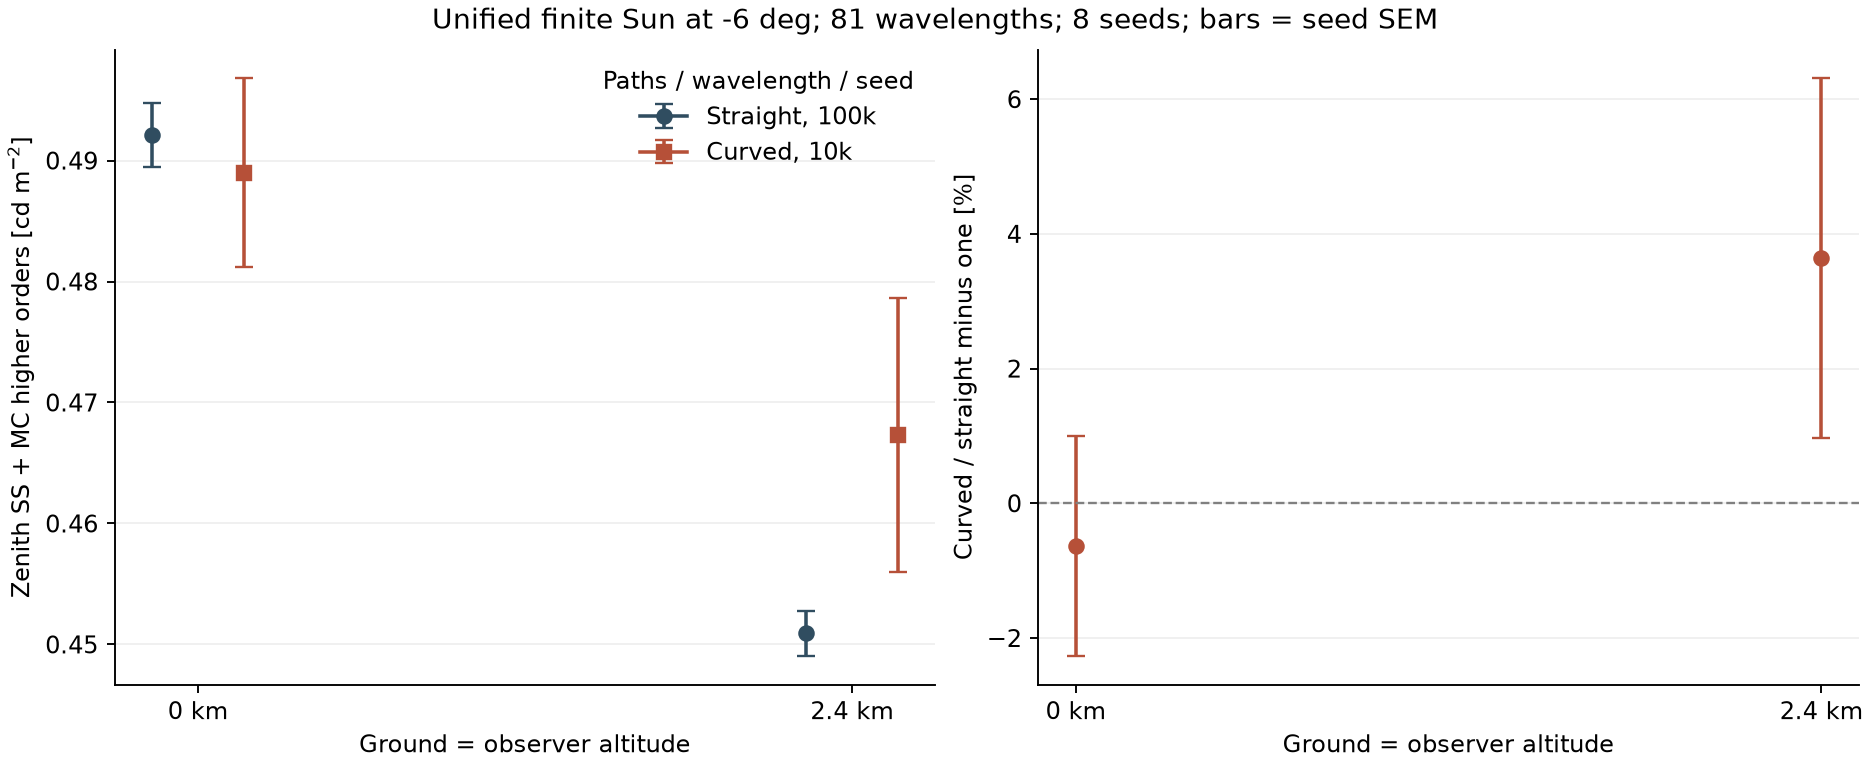 Unified finite Sun at -6 deg; 81 wavelengths; 8 seeds; bars = seed SEM
Zenith SS + MC higher orders [cd m⁻²]
0.49
0.48
0.47
0.46
0.45
Paths / wavelength / seed
Straight, 100k
Curved, 10k
0 km
2.4 km
Ground = observer altitude
Curved / straight minus one [%]
6
4
2
0
−2
0 km
2.4 km
Ground = observer altitude